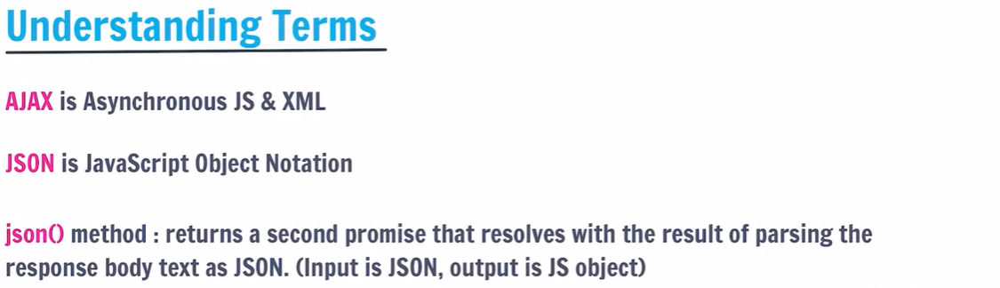 Understanding Terms
AJAX is Asynchronous JS & XML
JSON is JavaScript Object Notation
json() method : returns a second promise that resolves with the result of parsing the
response body text as JSON. (Input is JSON, output is JS object)